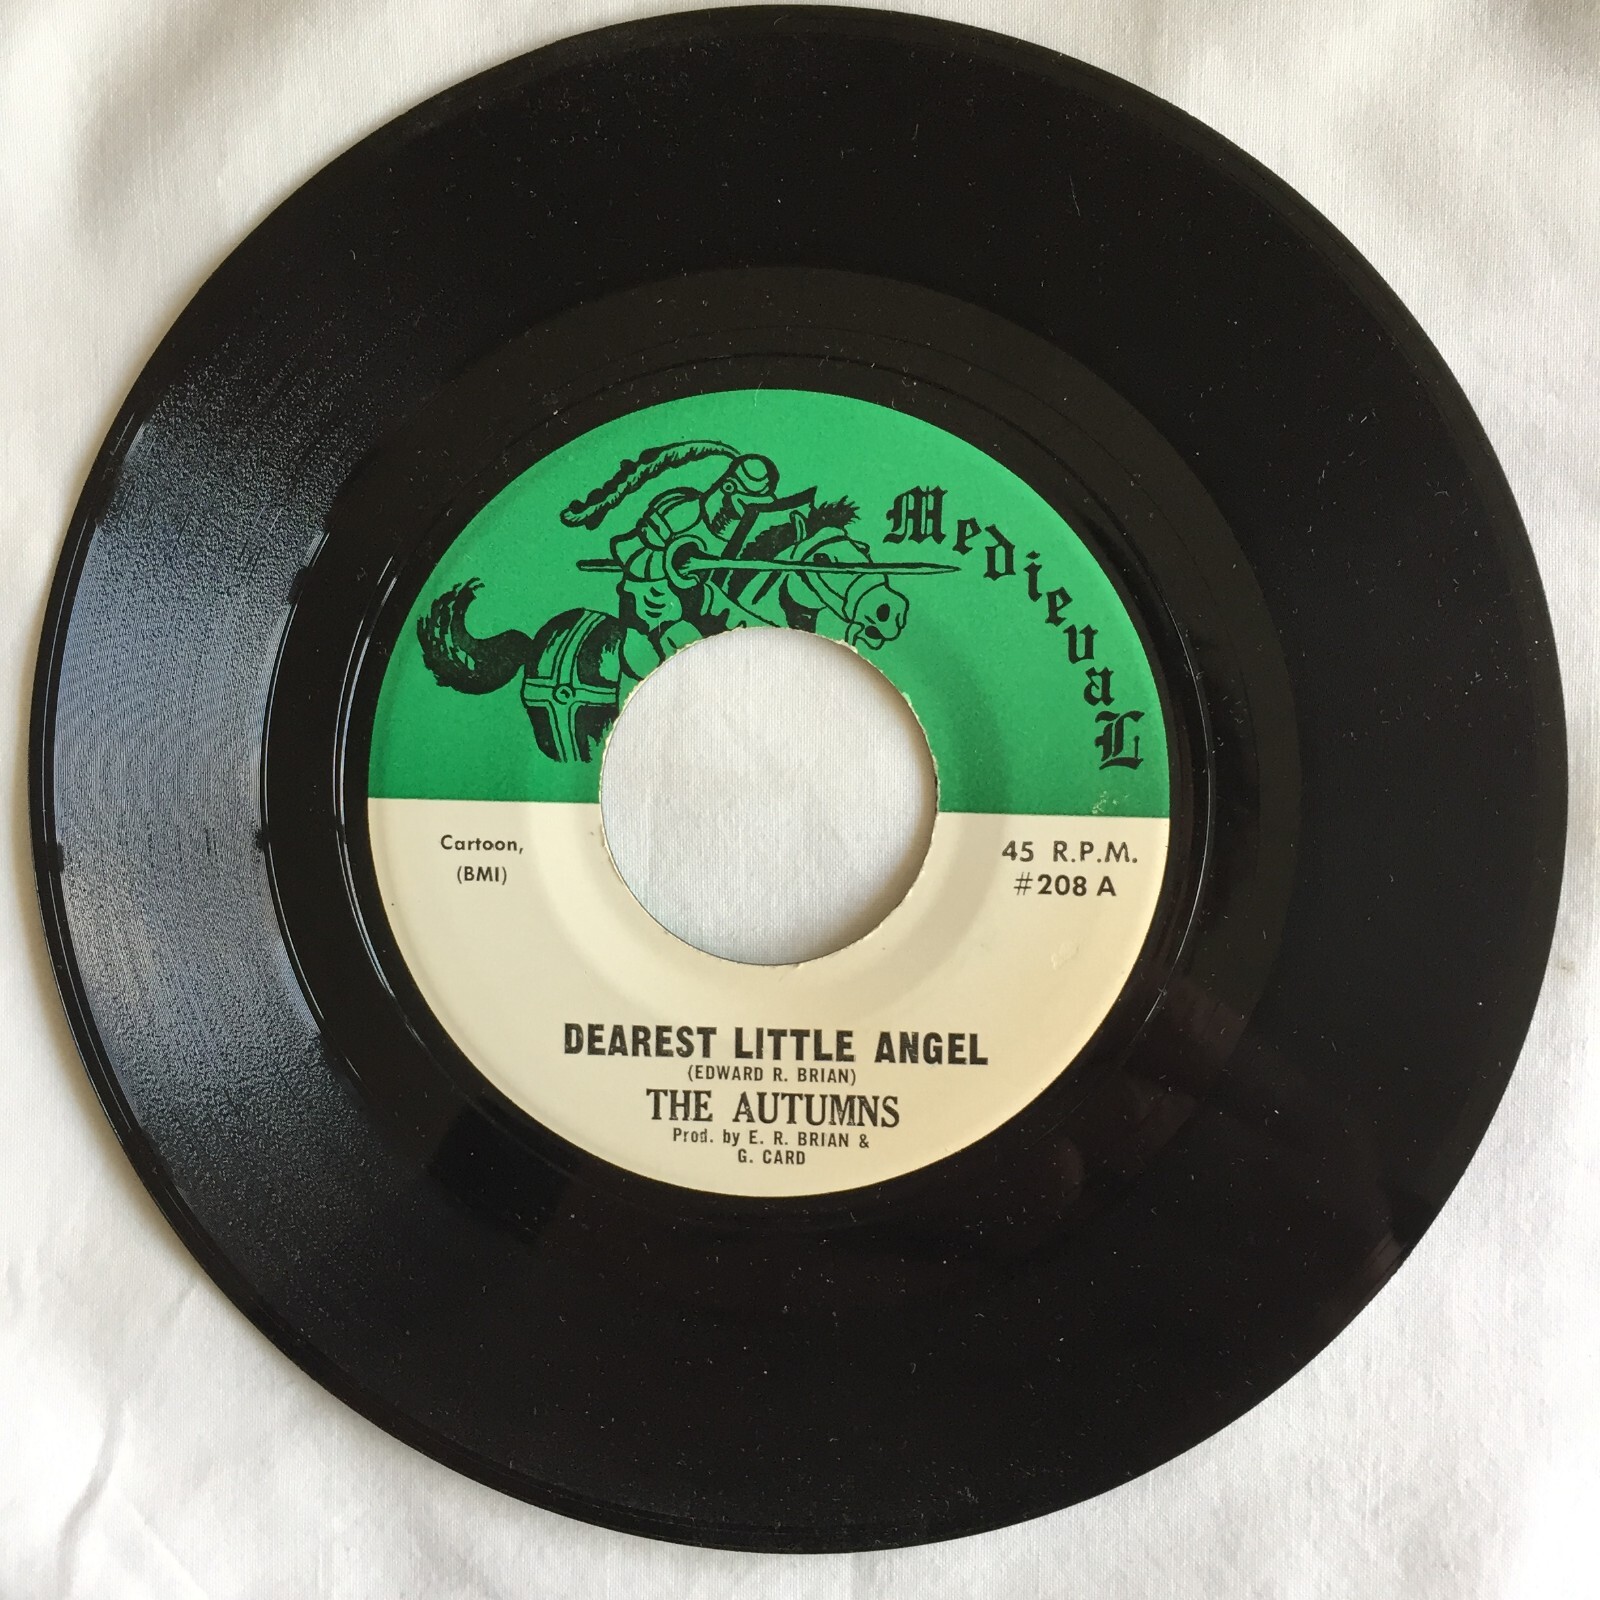 Medieval
Cartoon,
(BMI)
45 R.P.M.
#208 A
DEAREST LITTLE ANGEL
(EDWARD R. BRIAN)
THE AUTUMNS
Prod. by E. R. BRIAN &
G. CARD